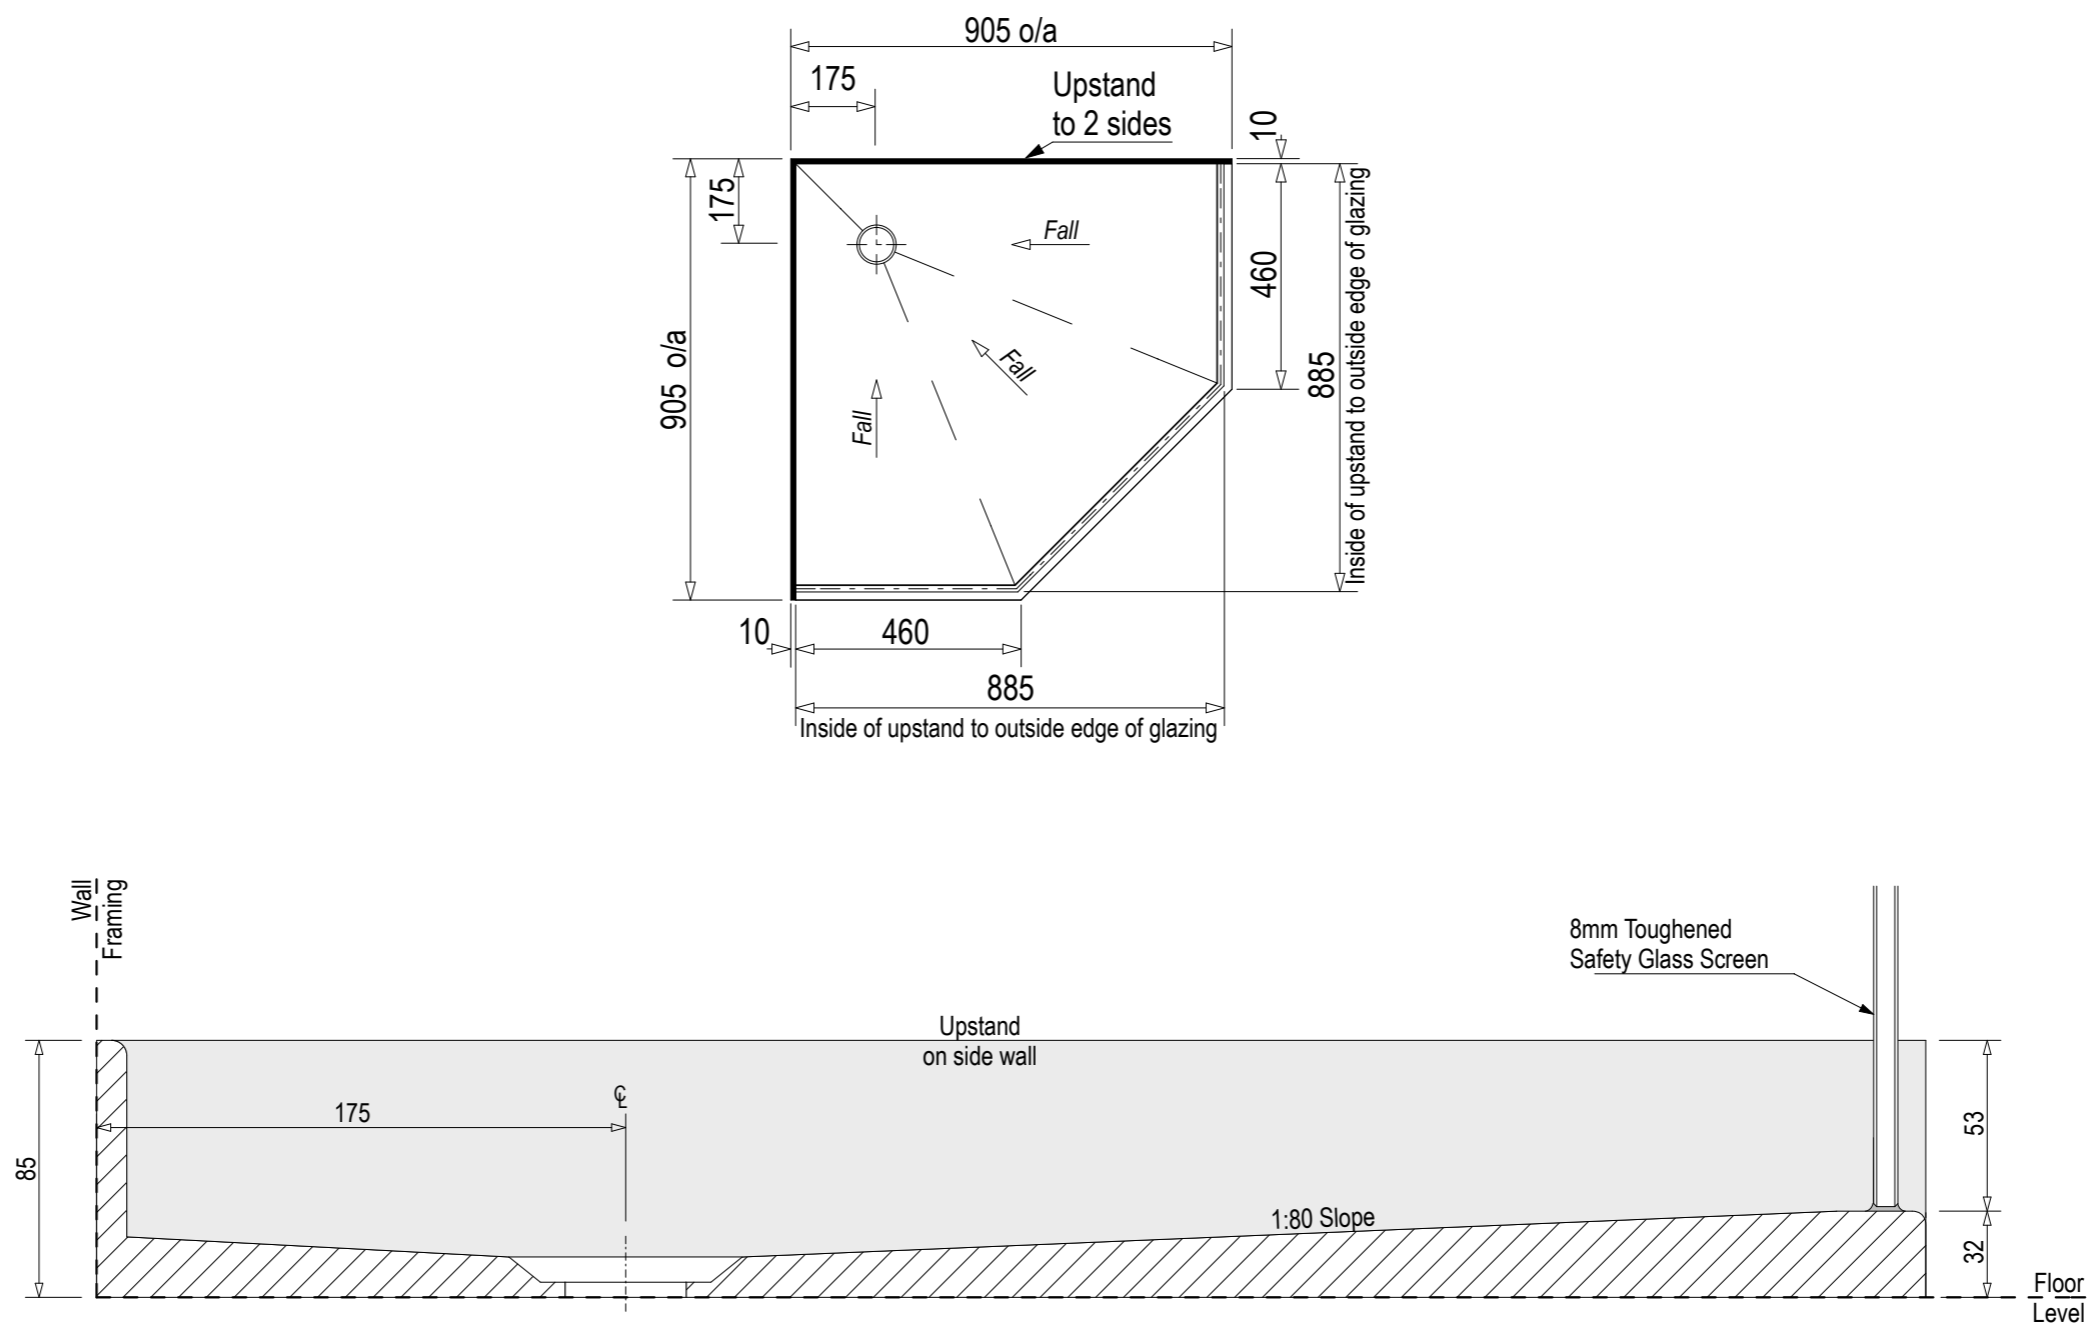 905 o/a
175
Upstand
to 2 sides
10
175
Fall
460
Inside of upstand to outside edge of glazing
905 o/a
885
Fall
Fall
10
460
885
Inside of upstand to outside edge of glazing
Wall
Framing
8mm Toughened
Safety Glass Screen
Upstand
on side wall
℄
175
53
85
1:80 Slope
32
Floor
Level